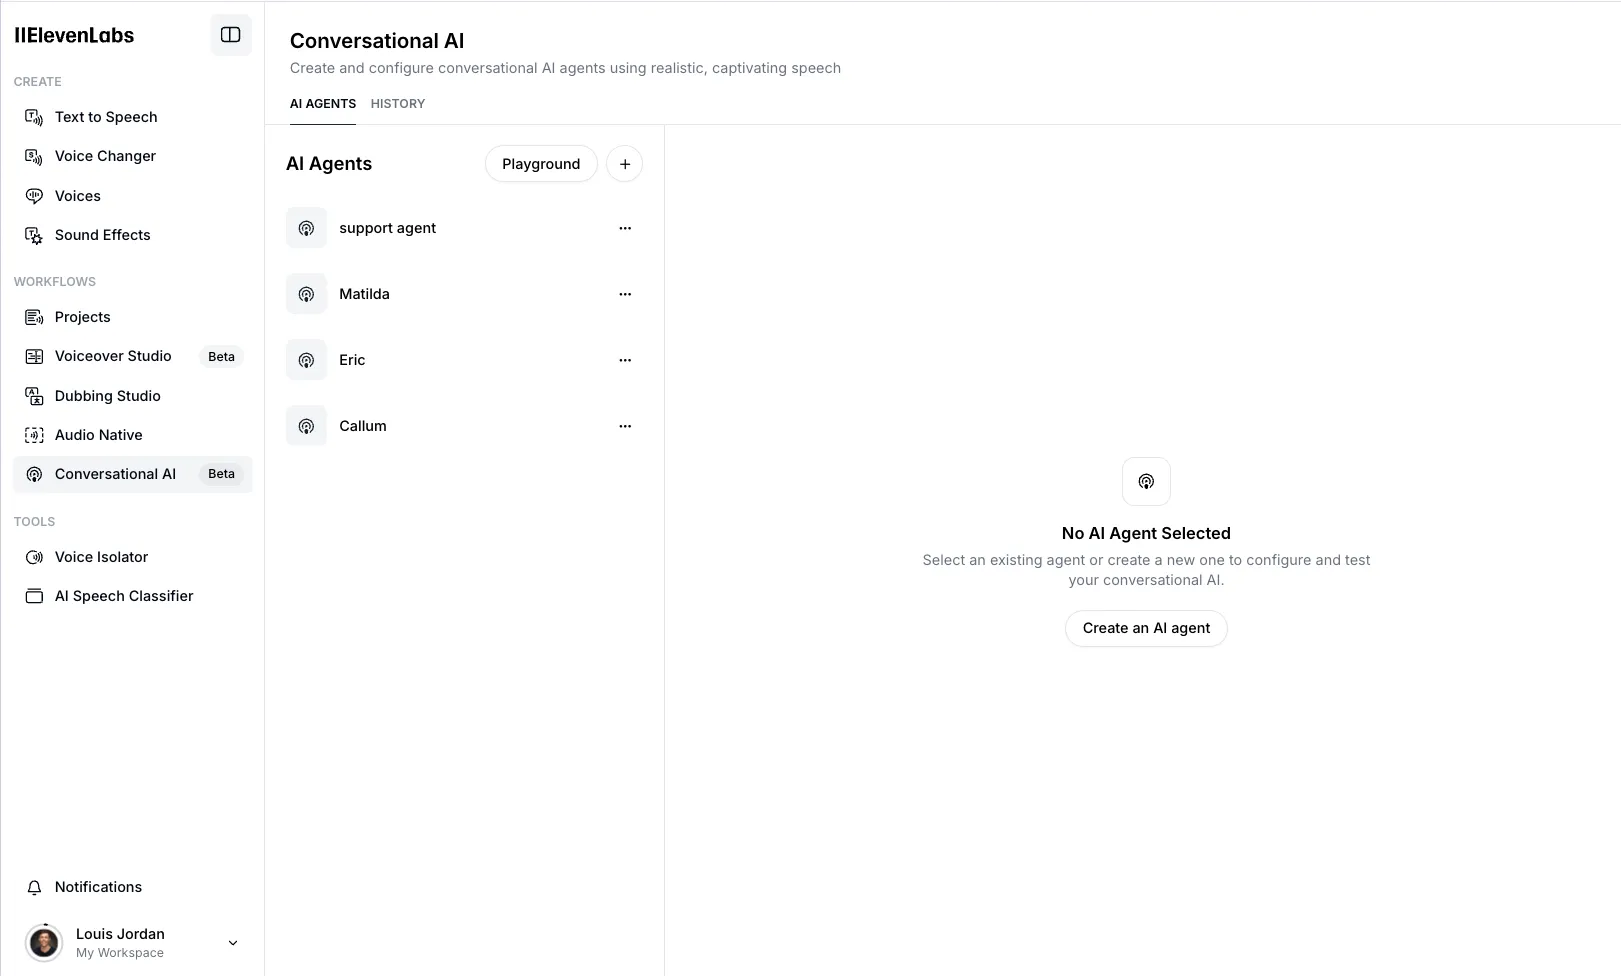 IIElevenLabs
CREATE
Text to Speech
Voice Changer
Voices
Sound Effects
WORKFLOWS
Projects
Voiceover Studio Beta
Dubbing Studio
Audio Native
Conversational AI Beta
TOOLS
Voice Isolator
AI Speech Classifier
Notifications
Louis Jordan
My Workspace
Conversational AI
Create and configure conversational AI agents using realistic, captivating speech
AI AGENTS HISTORY
AI Agents Playground +
support agent
Matilda
Eric
Callum
No AI Agent Selected
Select an existing agent or create a new one to configure and test
your conversational AI.
Create an AI agent